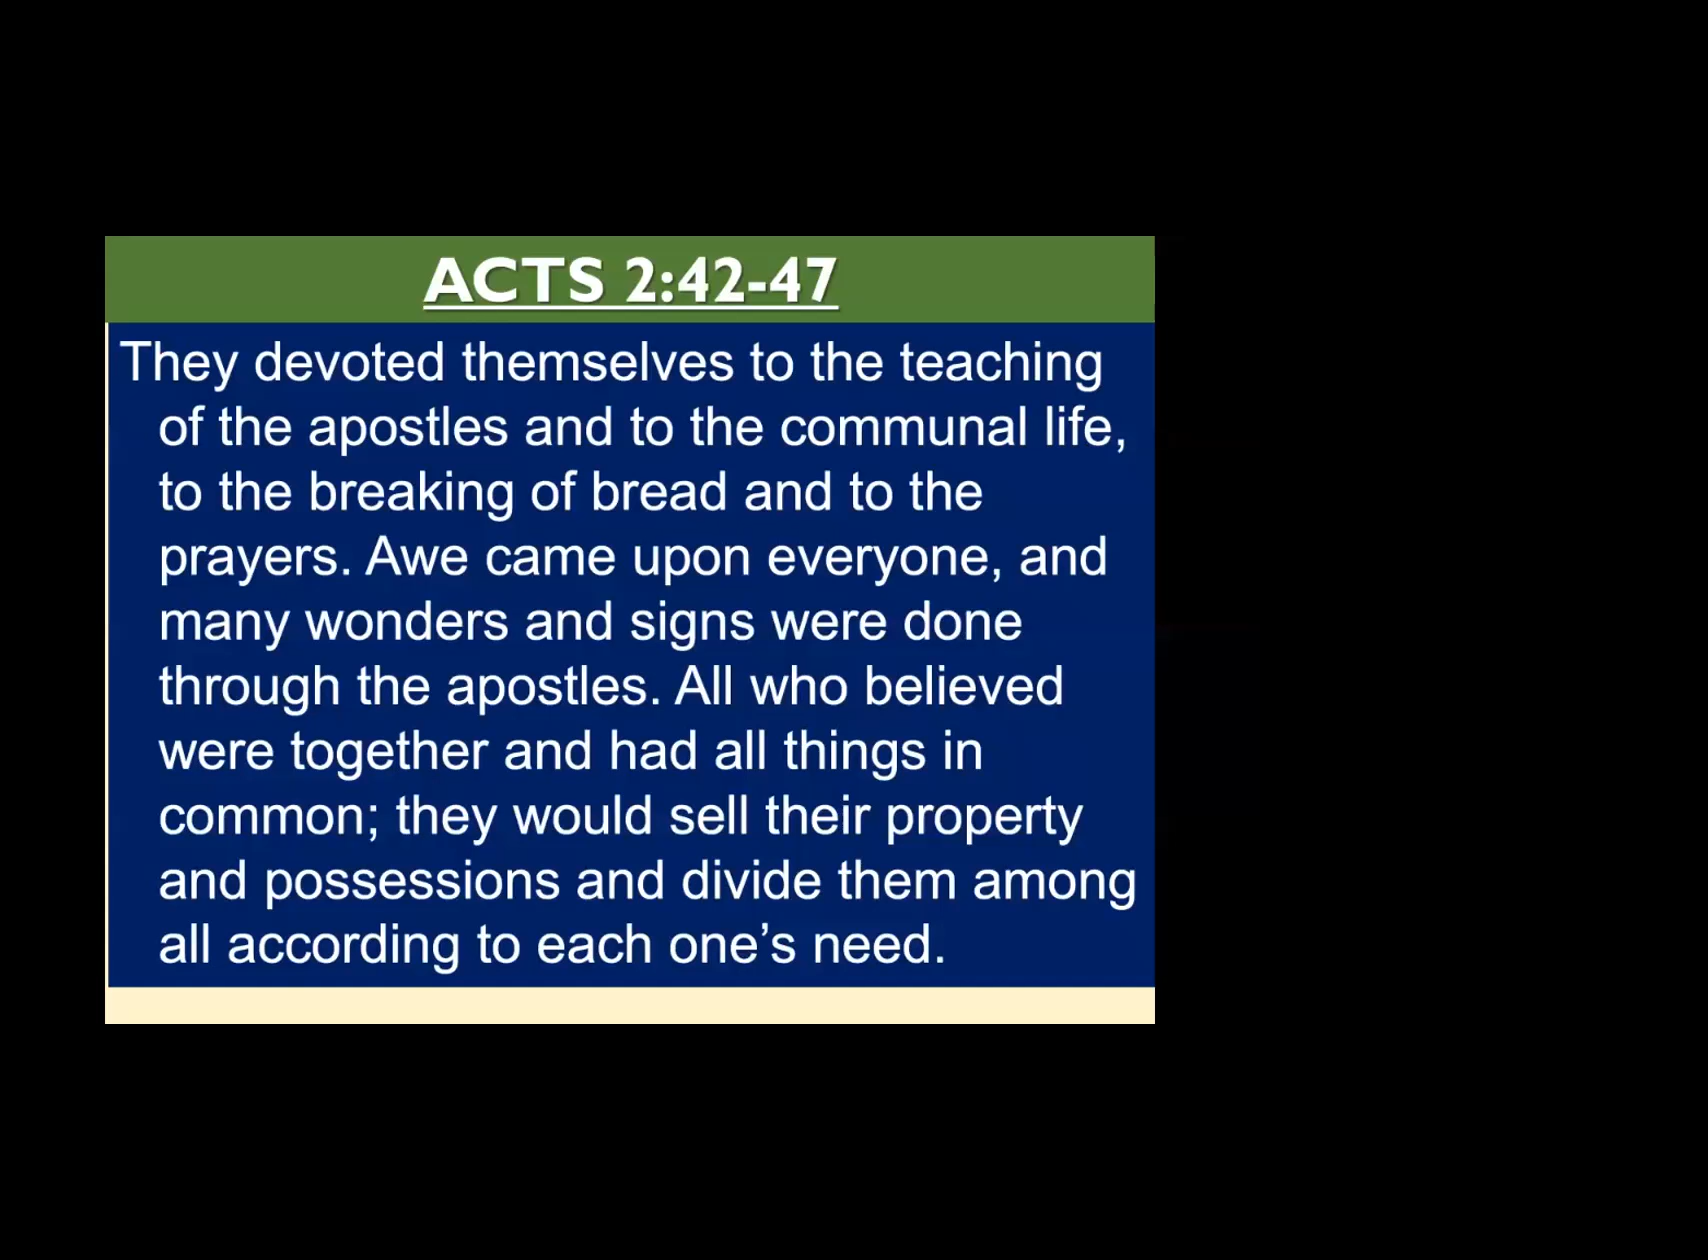 ACTS 2:42-47
They devoted themselves to the teaching
of the apostles and to the communal life,
to the breaking of bread and to the
prayers. Awe came upon everyone, and
many wonders and signs were done
through the apostles. All who believed
were together and had all things in
common; they would sell their property
and possessions and divide them among
all according to each one’s need.